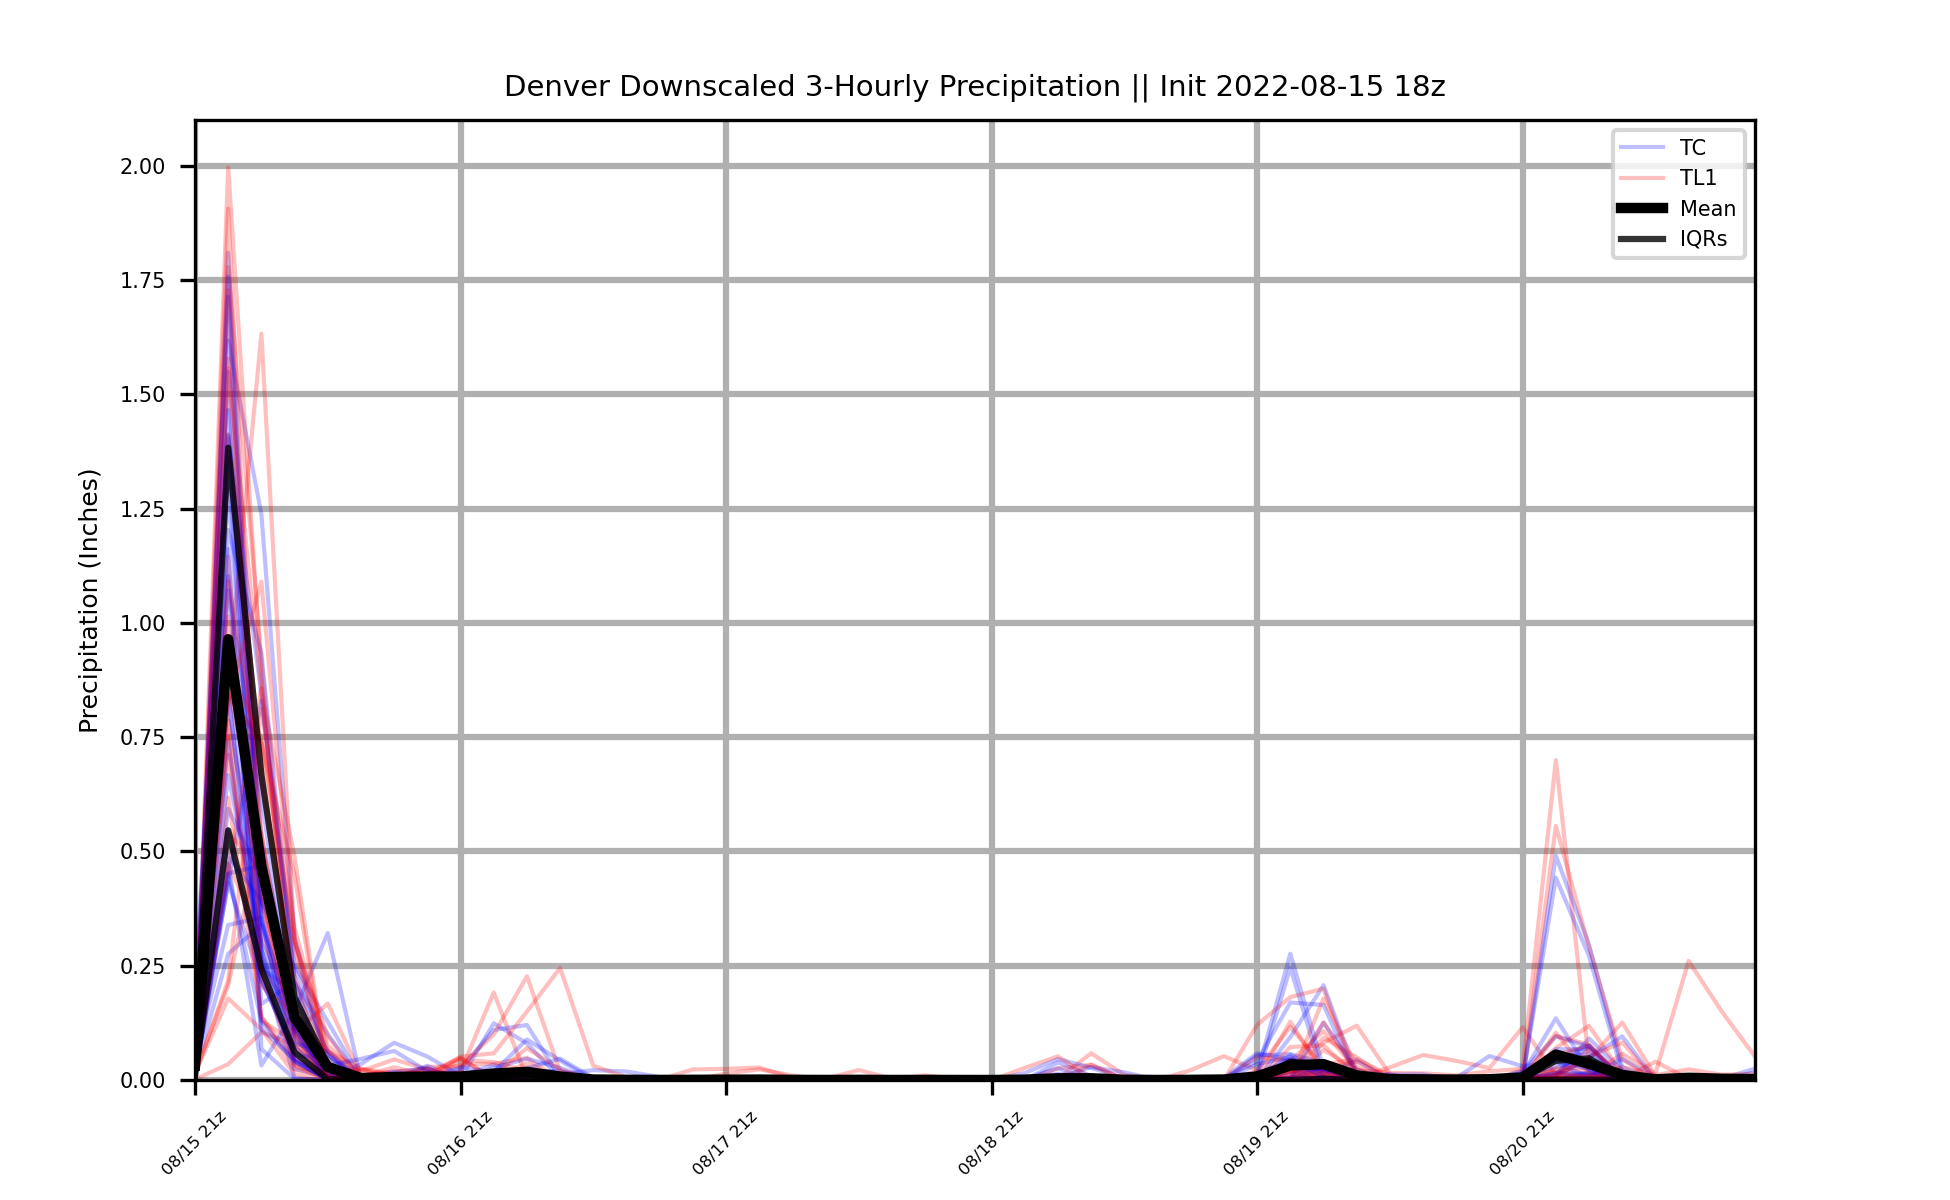 Denver Downscaled 3-Hourly Precipitation || Init 2022-08-15 18z
TC
TL1
Mean
IQRs
Precipitation (Inches)
2.00
1.75
1.50
1.25
1.00
0.75
0.50
0.25
0.00
08/15 21z
08/16 21z
08/17 21z
08/18 21z
08/19 21z
08/20 21z